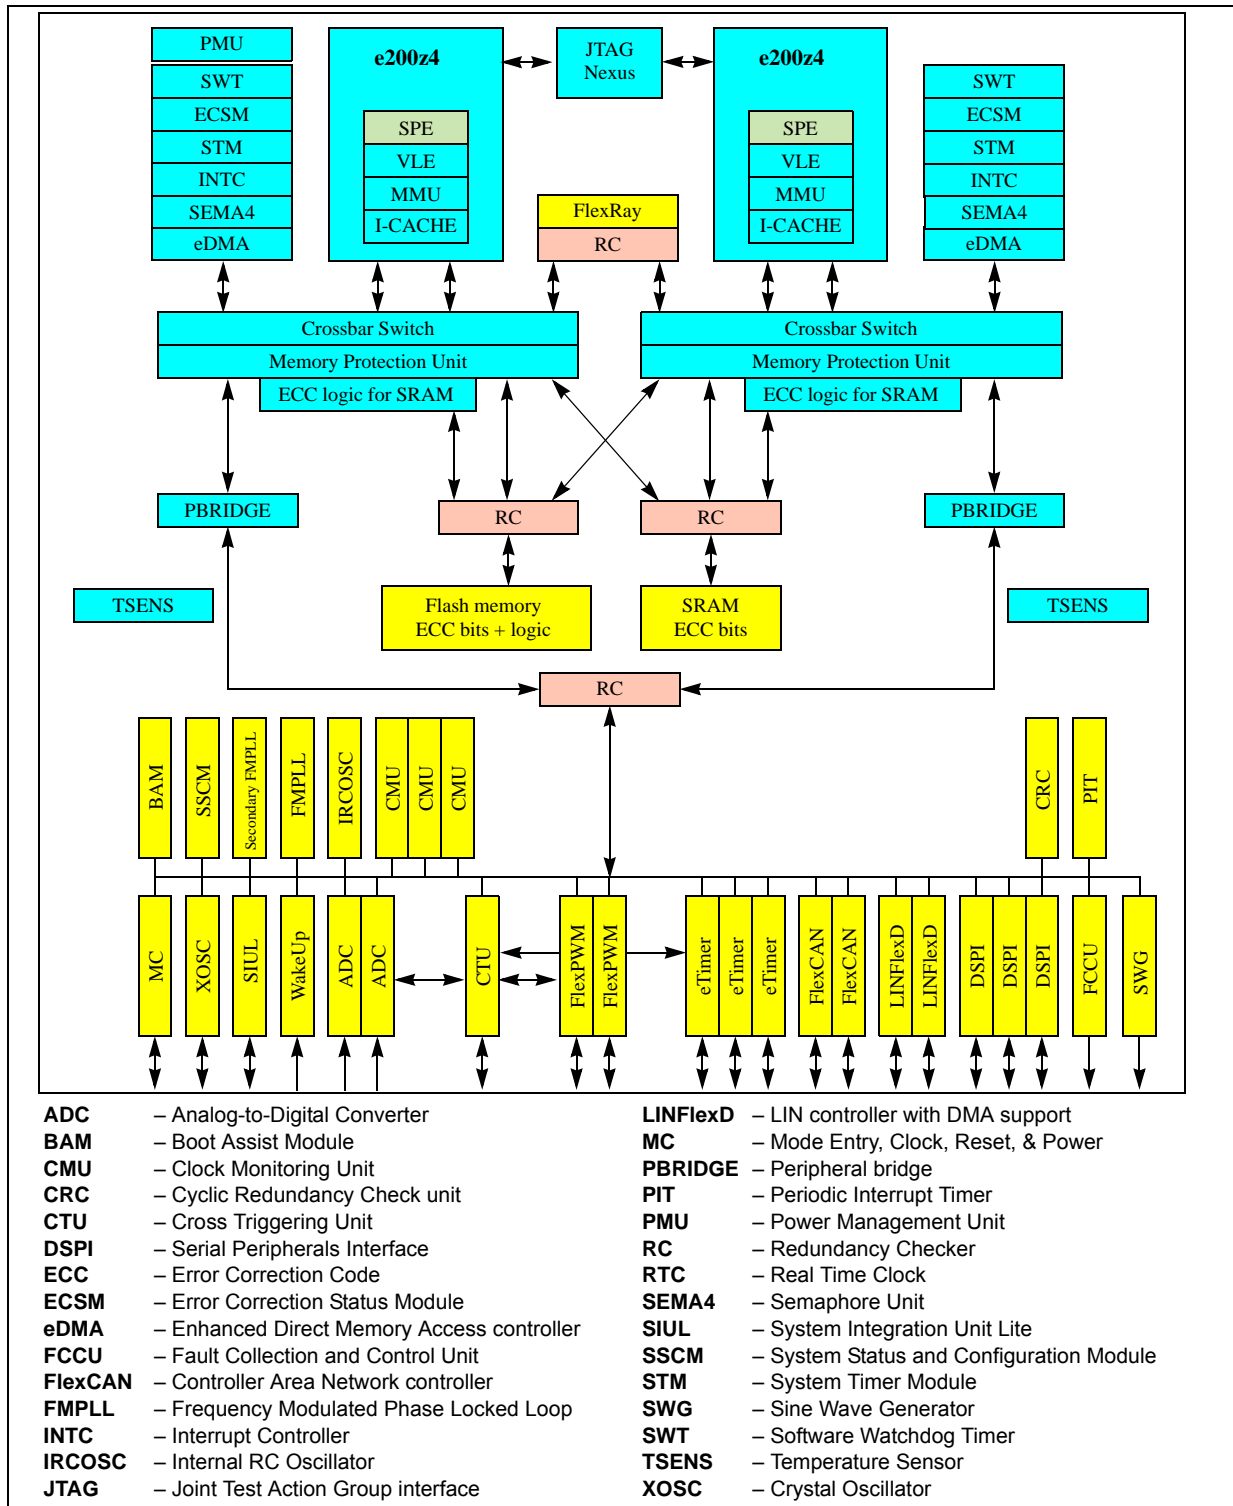 PMU
SWT
ECSM
STM
INTC
SEMA4
eDMA
e200z4
SPE
VLE
MMU
I-CACHE
JTAG
Nexus
FlexRay
RC
e200z4
SPE
VLE
MMU
I-CACHE
SWT
ECSM
STM
INTC
SEMA4
eDMA
Crossbar Switch
Memory Protection Unit
ECC logic for SRAM
Crossbar Switch
Memory Protection Unit
ECC logic for SRAM
PBRIDGE
RC
RC
PBRIDGE
TSENS
Flash memory
ECC bits + logic
SRAM
ECC bits
TSENS
RC
BAM
SSCM
Secondary FMPLL
FMPLL
IRCOSC
CMU
CMU
CMU
CRC
PIT
MC
XOSC
SIUL
WakeUp
ADC
ADC
CTU
FlexPWM
FlexPWM
eTimer
eTimer
eTimer
FlexCAN
FlexCAN
LINFlexD
LINFlexD
DSPI
DSPI
DSPI
FCCU
SWG
ADC – Analog-to-Digital Converter
BAM – Boot Assist Module
CMU – Clock Monitoring Unit
CRC – Cyclic Redundancy Check unit
CTU – Cross Triggering Unit
DSPI – Serial Peripherals Interface
ECC – Error Correction Code
ECSM – Error Correction Status Module
eDMA – Enhanced Direct Memory Access controller
FCCU – Fault Collection and Control Unit
FlexCAN – Controller Area Network controller
FMPLL – Frequency Modulated Phase Locked Loop
INTC – Interrupt Controller
IRCOSC – Internal RC Oscillator
JTAG – Joint Test Action Group interface
LINFlexD – LIN controller with DMA support
MC – Mode Entry, Clock, Reset, & Power
PBRIDGE – Peripheral bridge
PIT – Periodic Interrupt Timer
PMU – Power Management Unit
RC – Redundancy Checker
RTC – Real Time Clock
SEMA4 – Semaphore Unit
SIUL – System Integration Unit Lite
SSCM – System Status and Configuration Module
STM – System Timer Module
SWG – Sine Wave Generator
SWT – Software Watchdog Timer
TSENS – Temperature Sensor
XOSC – Crystal Oscillator